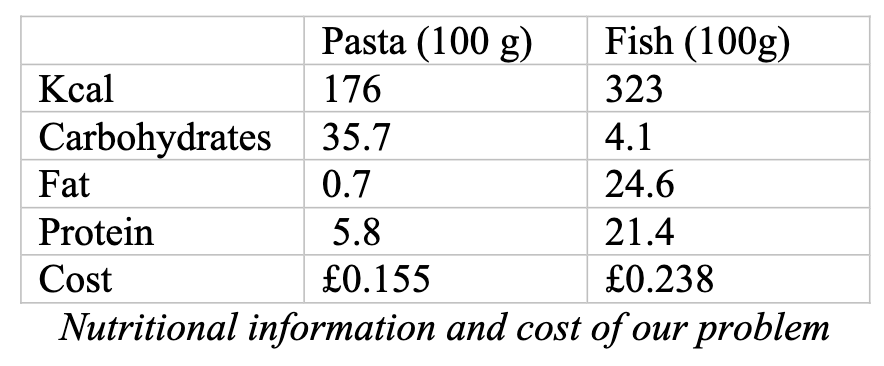 Pasta (100 g) Fish (100g)
Kcal 176 323
Carbohydrates 35.7 4.1
Fat 0.7 24.6
Protein 5.8 21.4
Cost £0.155 £0.238
Nutritional information and cost of our problem